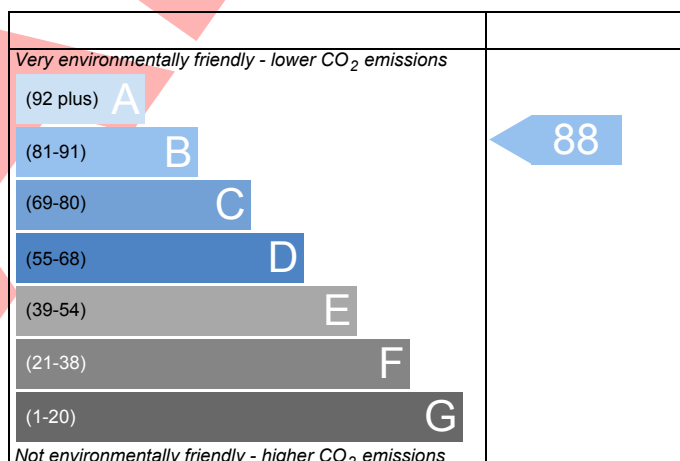 Very environmentally friendly - lower CO2 emissions
(92 plus) A
(81-91) B
88
(69-80) C
(55-68) D
(39-54) E
(21-38) F
(1-20) G
Not environmentally friendly - higher CO2 emissions